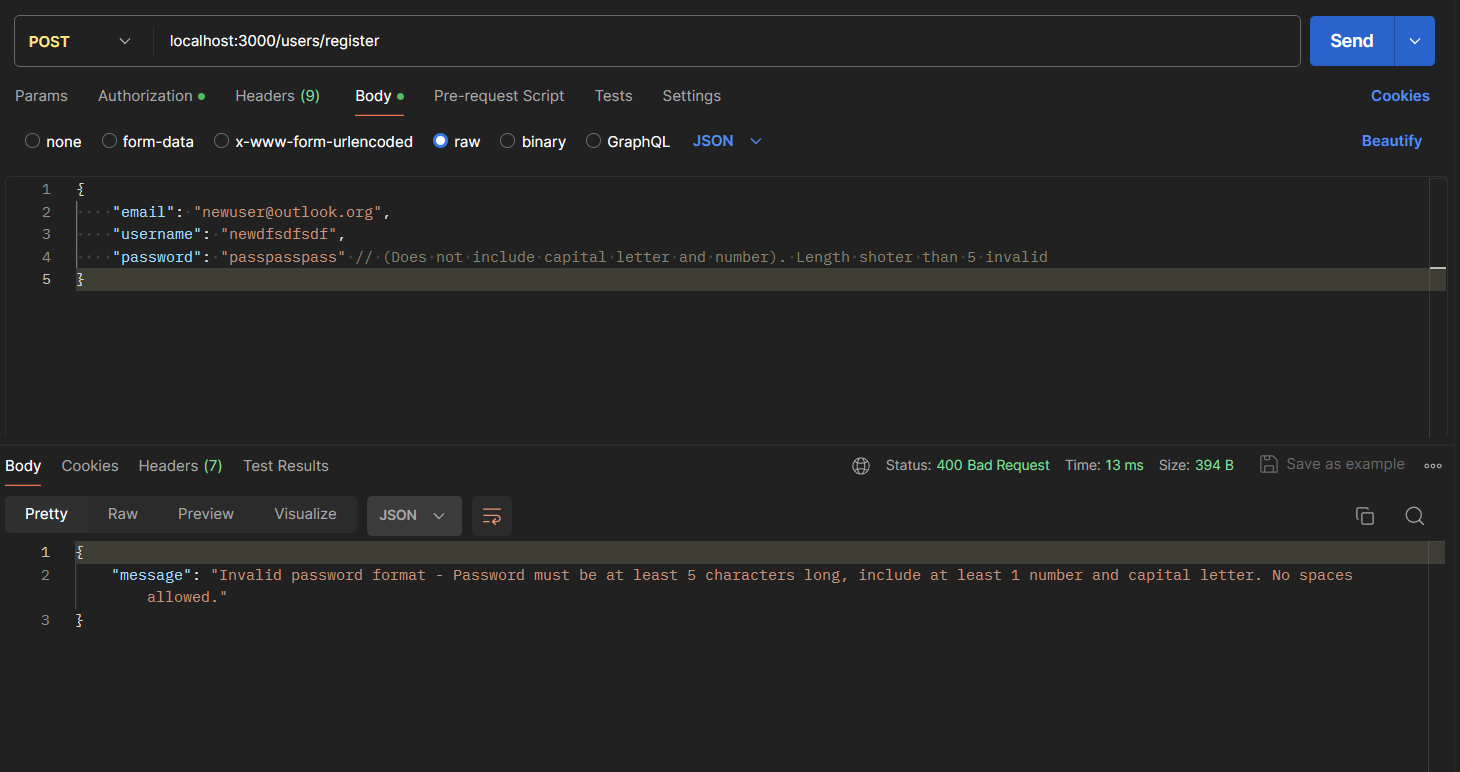 POST localhost:3000/users/register Send
Params Authorization Headers (9) Body Pre-request Script Tests Settings Cookies
none form-data x-www-form-urlencoded raw binary GraphQL JSON Beautify
1 {
2 "email": "newuser@outlook.org",
3 "username": "newdfsdfsdf",
4 "password": "passpasspass" // (Does not include capital letter and number). Length shoter than 5 invalid
5 }
Body Cookies Headers (7) Test Results Status: 400 Bad Request Time: 13 ms Size: 394 B Save as example
Pretty Raw Preview Visualize JSON
1 {
2 "message": "Invalid password format - Password must be at least 5 characters long, include at least 1 number and capital letter. No spaces
allowed."
3 }